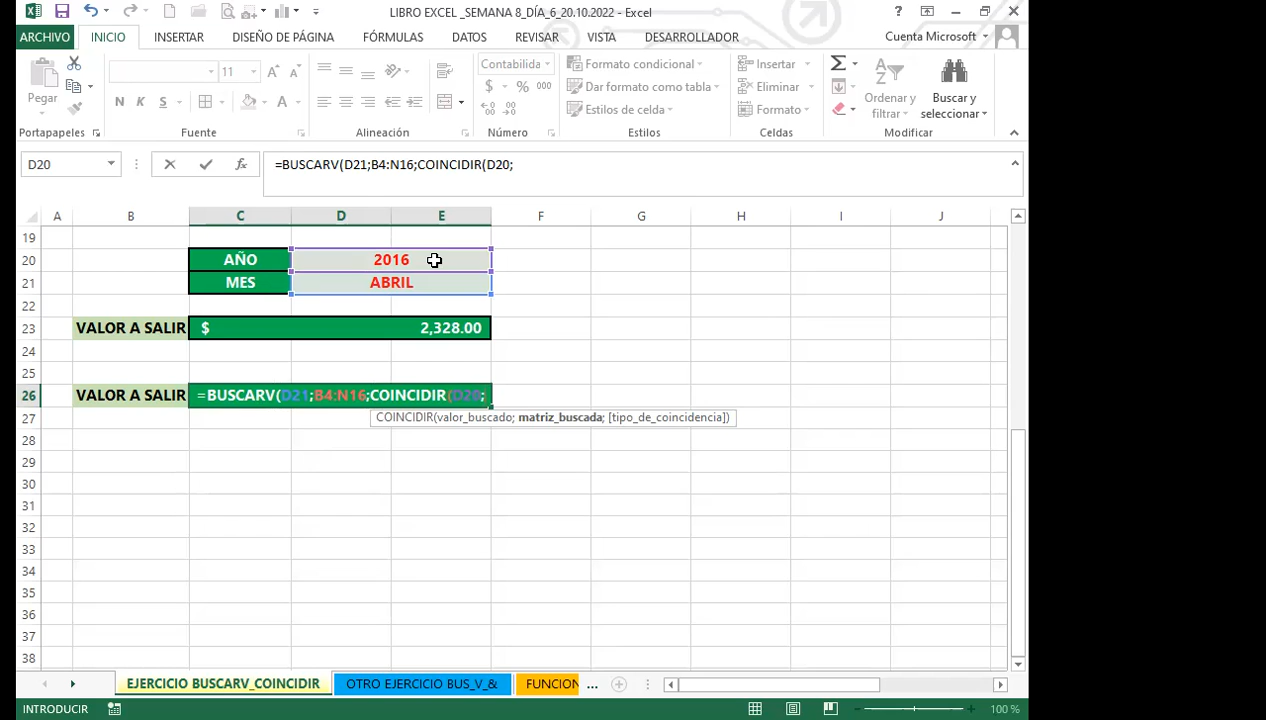 LIBRO EXCEL_SEMANA 8_DÍA_6_20.10.2022 - Excel
ARCHIVO INICIO INSERTAR DISEÑO DE PÁGINA FÓRMULAS DATOS REVISAR VISTA DESARROLLADOR Cuenta Microsoft
Pegar
11
N K S A
Contabilida
$ % 000
Formato condicional
Dar formato como tabla
Estilos de celda
Insertar
Eliminar
Formato
Ordenar y filtrar
Buscar y seleccionar
Portapapeles Fuente Alineación Número Estilos Celdas Modificar
D20 fx =BUSCARV(D21;B4:N16;COINCIDIR(D20;
A B C D E F G H I J
19
20 AÑO 2016
21 MES ABRIL
22
23 VALOR A SALIR $ 2,328.00
24
25
26 VALOR A SALIR =BUSCARV(D21;B4:N16;COINCIDIR(D20;
27 COINCIDIR(valor_buscado; matriz_buscada; [tipo_de_coincidencia])
28
29
30
31
32
33
34
35
36
37
38
EJERCICIO BUSCARV_COINCIDIR OTRO EJERCICIO BUS_V_& FUNCION ...
INTRODUCIR 100 %